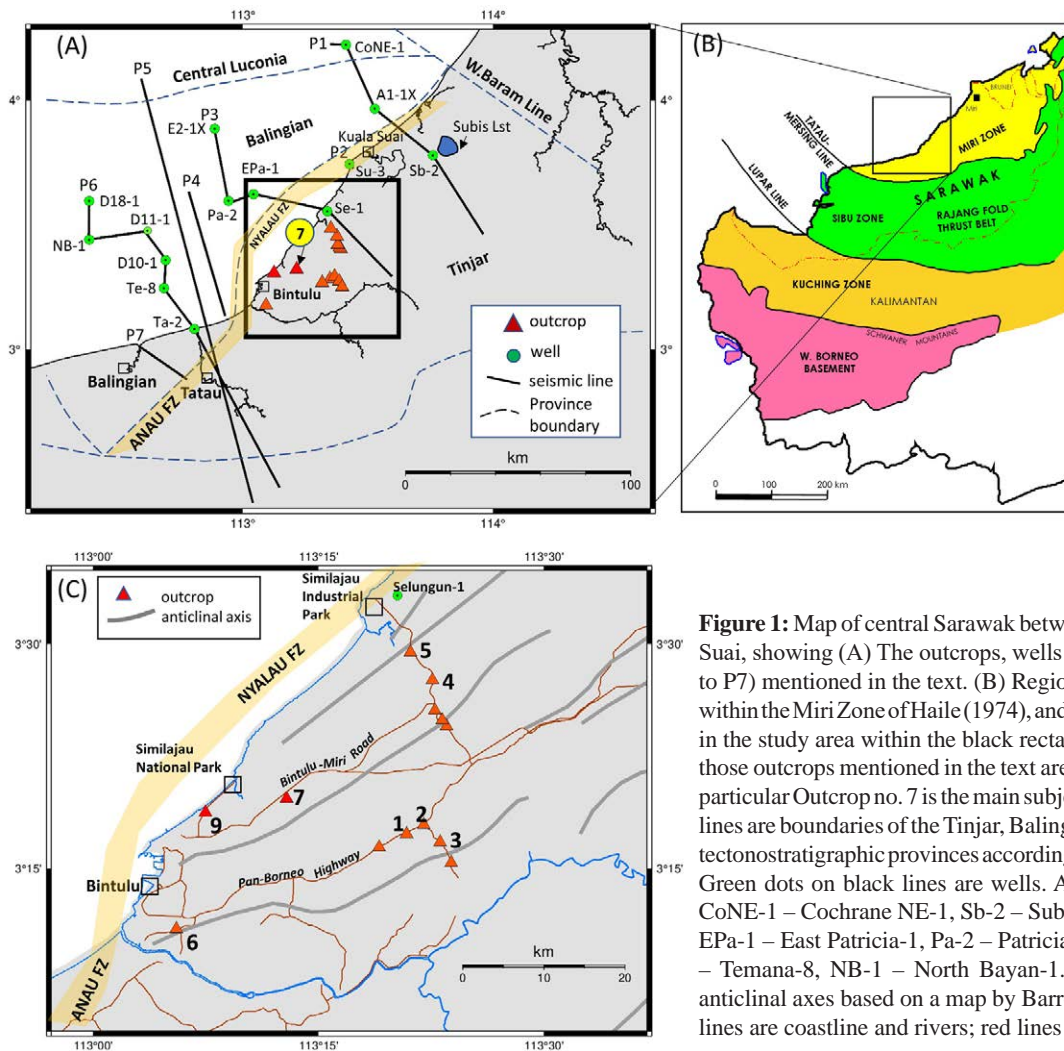 (A)
113°
114°
P1
CoNE-1
P5
Central Luconia
W.Baram Line
4°
A1-1X
P3
E2-1X
Balingian
Kuala Suai
Subis Lst
P2
Su-3
Sb-2
P6
P4
EPa-1
D18-1
Pa-2
Se-1
D11-1
NYALAU FZ
7
NB-1
Tinjar
D10-1
Te-8
Bintulu
Ta-2
outcrop
3°
P7
well
seismic line
Balingian
Tatau
Province
boundary
ANAU FZ
km
0
100
113°
114°
(B)
BRUNEI
Miri
TATAU-
MERSING LINE
MIRI ZONE
LUPAR LINE
SARAWAK
SIBU ZONE
RAJANG FOLD
THRUST BELT
KUCHING ZONE
KALIMANTAN
SCHWANER MOUNTAINS
W. BORNEO
BASEMENT
0 100 200 km
(C)
113°00'
113°15'
113°30'
outcrop
anticlinal axis
Similajau
Industrial
Park
Selungun-1
3°30'
3°30'
5
NYALAU FZ
4
Similajau
National Park
Bintulu-Miri Road
7
9
2
1
3
3°15'
3°15'
Bintulu
Pan-Borneo Highway
6
km
0 10 20
ANAU FZ
113°00'
113°15'
113°30'
Figure 1: Map of central Sarawak betw
Suai, showing (A) The outcrops, wells
to P7) mentioned in the text. (B) Regio
within the Miri Zone of Haile (1974), and
in the study area within the black recta
those outcrops mentioned in the text are
particular Outcrop no. 7 is the main subje
lines are boundaries of the Tinjar, Baling
tectonostratigraphic provinces according
Green dots on black lines are wells. A
CoNE-1 – Cochrane NE-1, Sb-2 – Sub
EPa-1 – East Patricia-1, Pa-2 – Patricia
– Temana-8, NB-1 – North Bayan-1.
anticlinal axes based on a map by Barr
lines are coastline and rivers; red lines